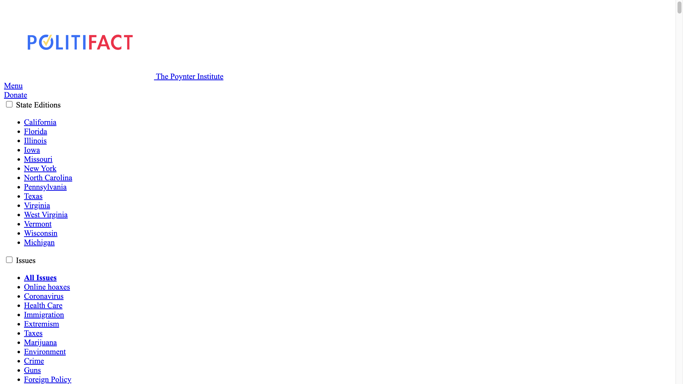 POLITIFACT
The Poynter Institute
Menu
Donate
State Editions
California
Florida
Illinois
Iowa
Missouri
New York
North Carolina
Pennsylvania
Texas
Virginia
West Virginia
Vermont
Wisconsin
Michigan
Issues
All Issues
Online hoaxes
Coronavirus
Health Care
Immigration
Extremism
Taxes
Marijuana
Environment
Crime
Guns
Foreign Policy